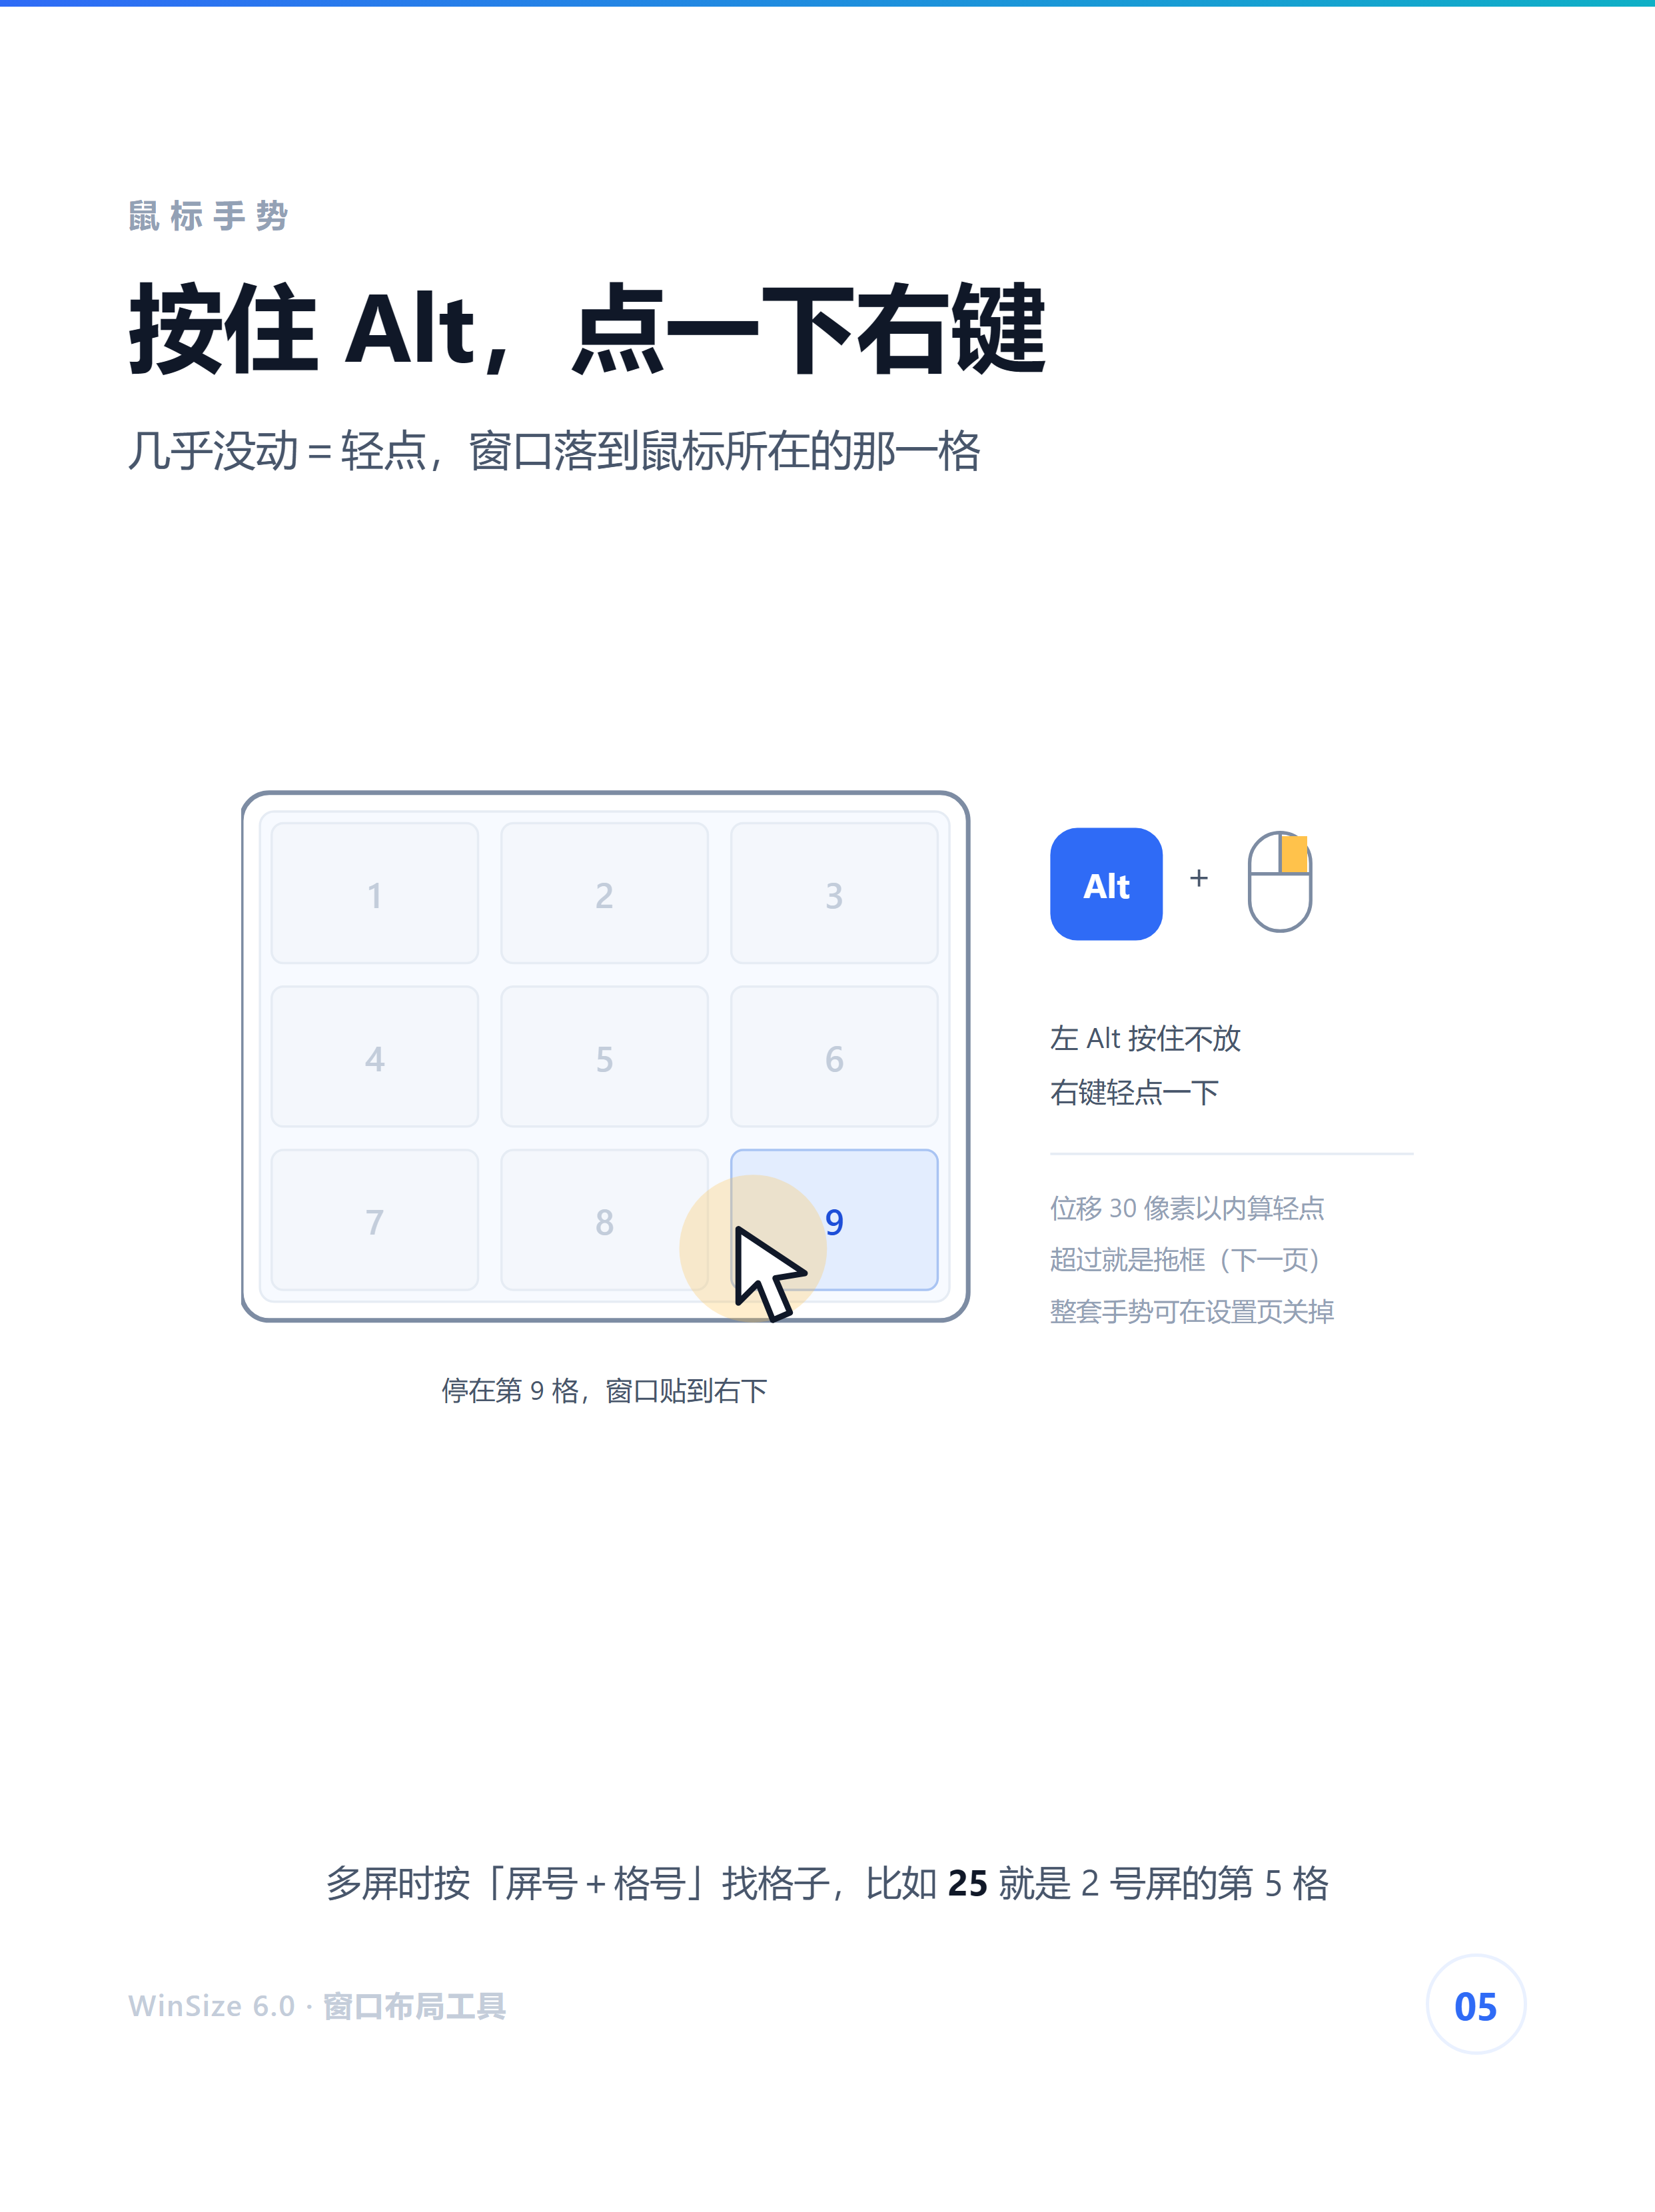 鼠标手势
按住 Alt，点一下右键
几乎没动 = 轻点，窗口落到鼠标所在的那一格
1 2 3
4 5 6
7 8 9
停在第 9 格，窗口贴到右下
Alt +
左 Alt 按住不放
右键轻点一下
位移 30 像素以内算轻点
超过就是拖框（下一页）
整套手势可在设置页关掉
多屏时按「屏号 + 格号」找格子，比如 25 就是 2 号屏的第 5 格
WinSize 6.0 · 窗口布局工具
05